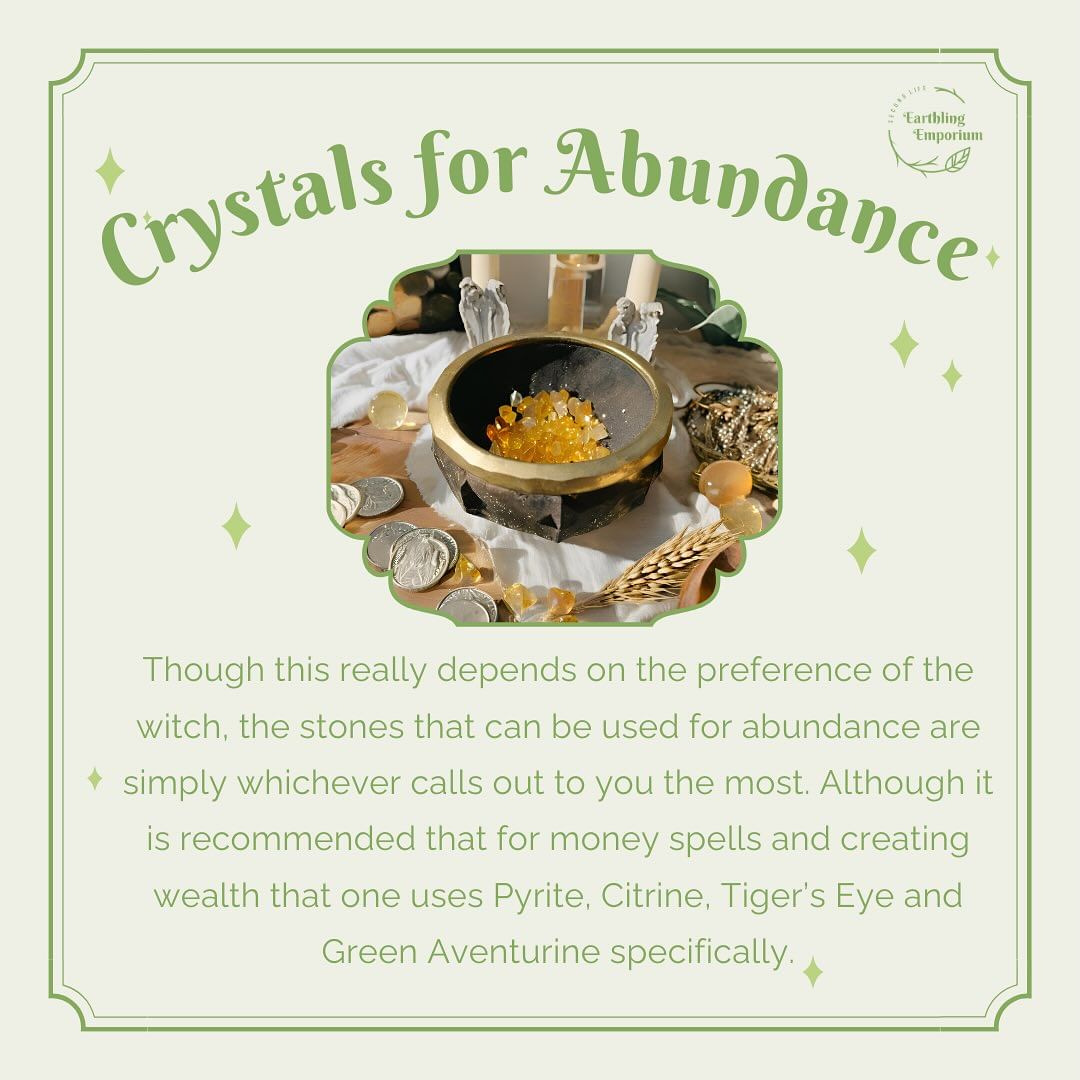 SECOND LIFE
Earthling
Emporium
Crystals for Abundance
Though this really depends on the preference of the
witch, the stones that can be used for abundance are
simply whichever calls out to you the most. Although it
is recommended that for money spells and creating
wealth that one uses Pyrite, Citrine, Tiger’s Eye and
Green Aventurine specifically.